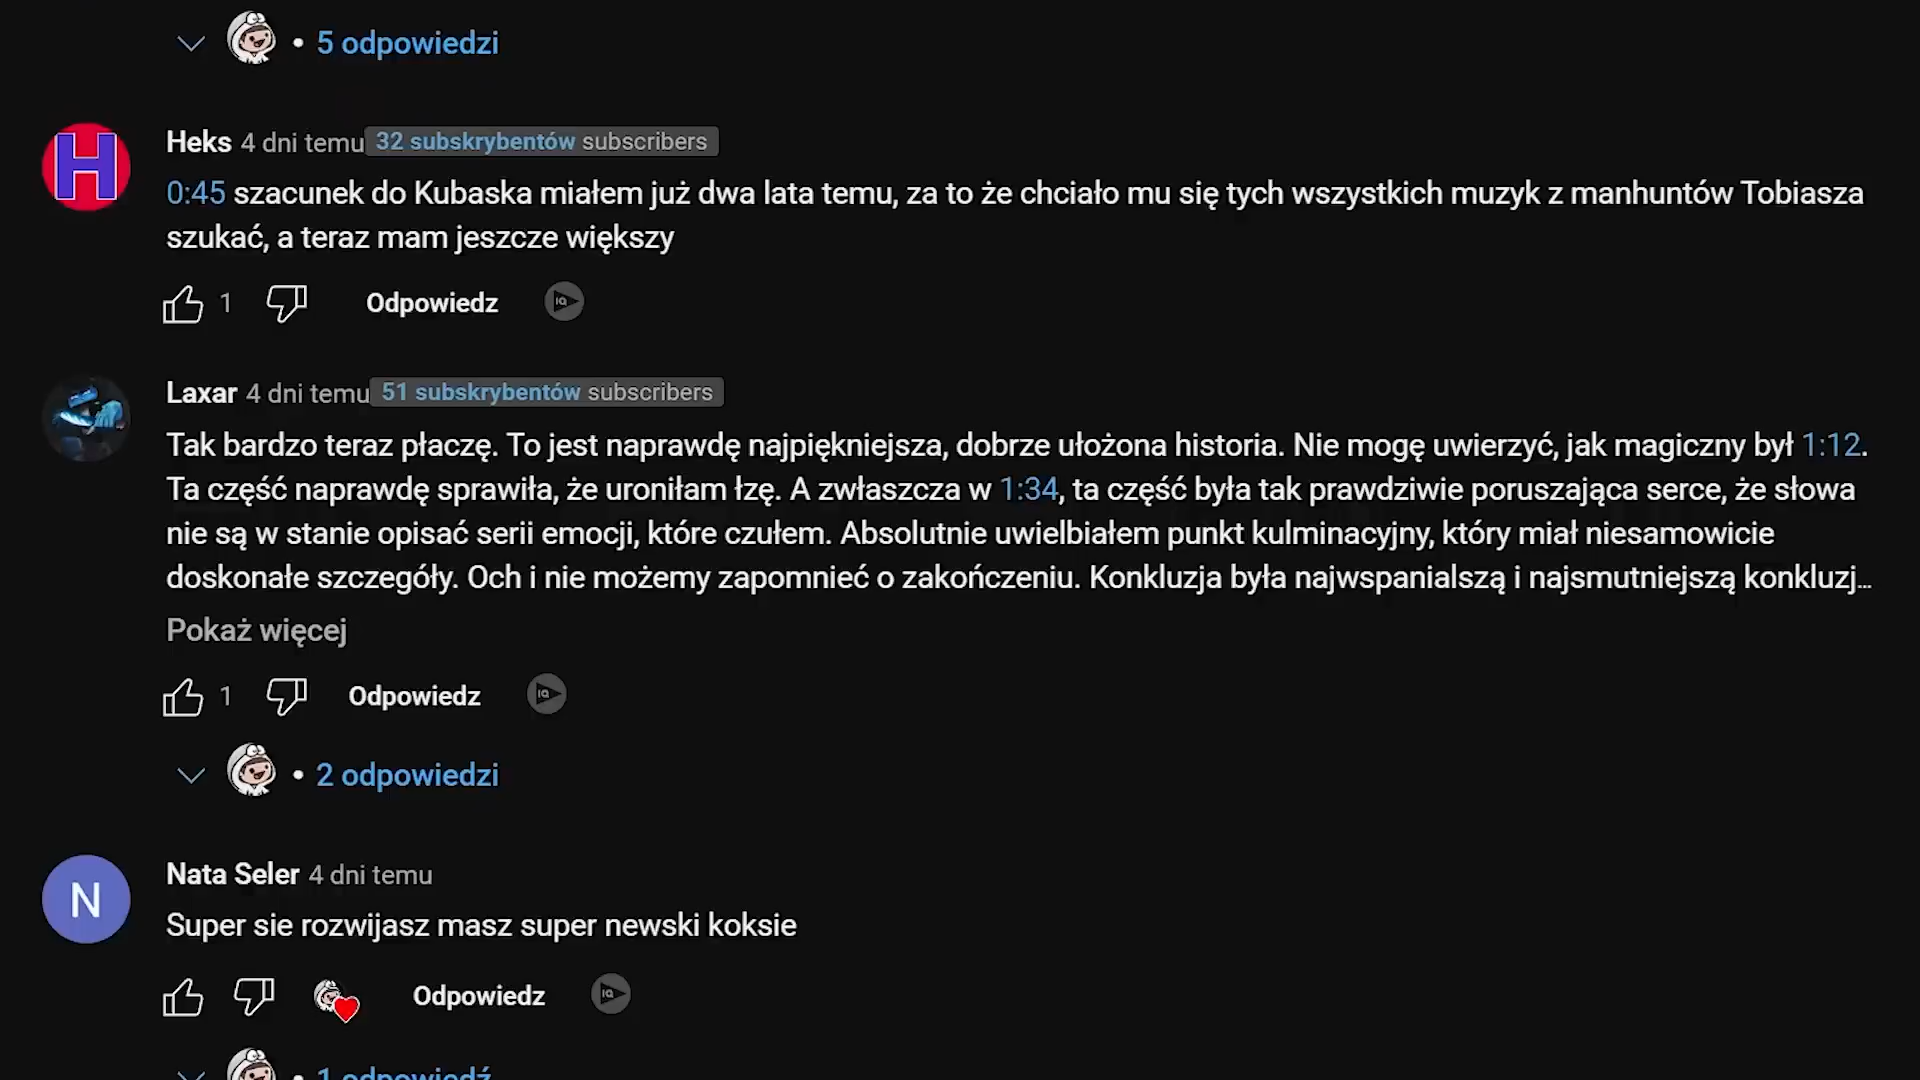 • 5 odpowiedzi
H
Heks 4 dni temu 32 subskrybentów subscribers
0:45 szacunek do Kubaska miałem już dwa lata temu, za to że chciało mu się tych wszystkich muzyk z manhuntów Tobiasza
szukać, a teraz mam jeszcze większy
1 Odpowiedz IQ
Laxar 4 dni temu 51 subskrybentów subscribers
Tak bardzo teraz płaczę. To jest naprawdę najpiękniejsza, dobrze ułożona historia. Nie mogę uwierzyć, jak magiczny był 1:12.
Ta część naprawdę sprawiła, że uroniłam łzę. A zwłaszcza w 1:34, ta część była tak prawdziwie poruszająca serce, że słowa
nie są w stanie opisać serii emocji, które czułem. Absolutnie uwielbiałem punkt kulminacyjny, który miał niesamowicie
doskonałe szczegóły. Och i nie możemy zapomnieć o zakończeniu. Konkluzja była najwspanialszą i najsmutniejszą konkluzj...
Pokaż więcej
1 Odpowiedz IQ
• 2 odpowiedzi
N
Nata Seler 4 dni temu
Super sie rozwijasz masz super newski koksie
Odpowiedz IQ
• 1 odpowiedź